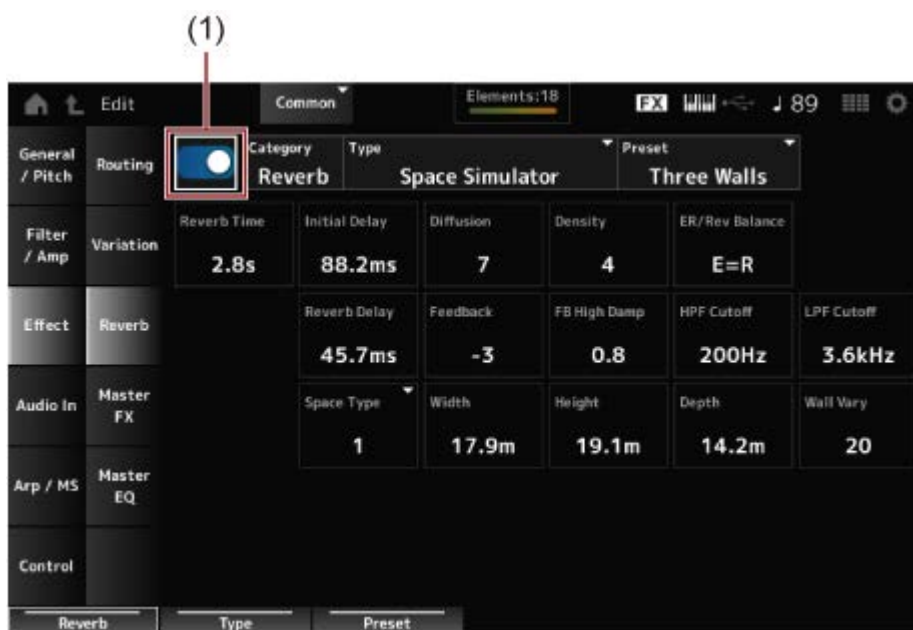 (1)
Edit
Common
Elements:18
FX
♩ 89
General / Pitch
Routing
Category
Reverb
Type
Space Simulator
Preset
Three Walls
Reverb Time
2.8s
Initial Delay
88.2ms
Diffusion
7
Density
4
ER/Rev Balance
E=R
Filter / Amp
Variation
Effect
Reverb
Reverb Delay
45.7ms
Feedback
-3
FB High Damp
0.8
HPF Cutoff
200Hz
LPF Cutoff
3.6kHz
Audio In
Master FX
Space Type
1
Width
17.9m
Height
19.1m
Depth
14.2m
Wall Vary
20
Arp / MS
Master EQ
Control
Reverb
Type
Preset